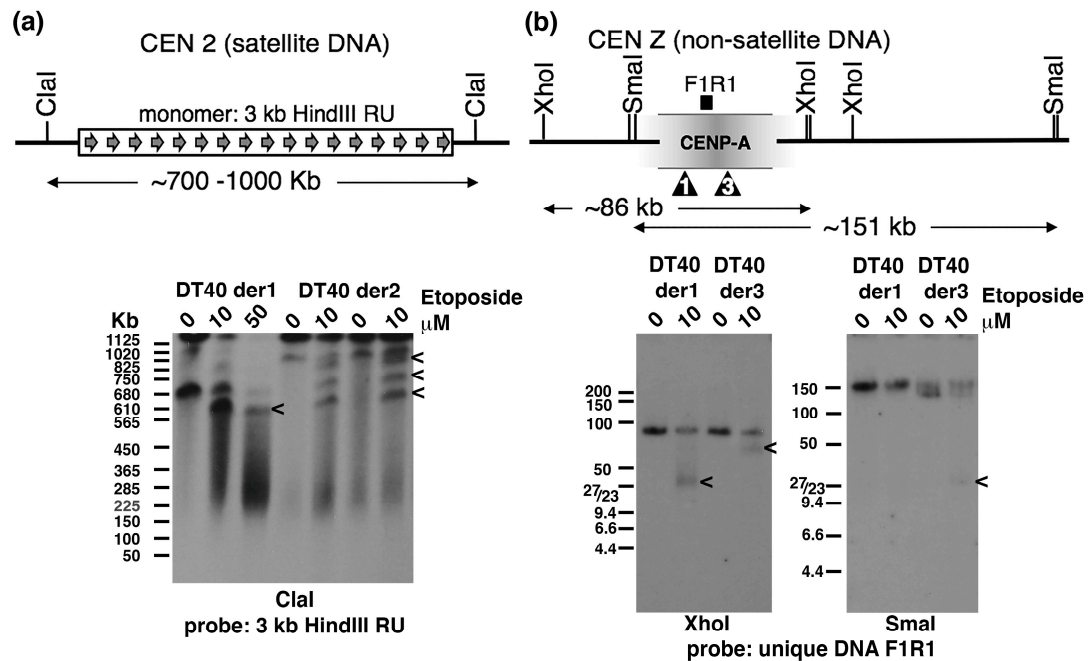 (a)
CEN 2 (satellite DNA)
ClaI
ClaI
monomer: 3 kb HindIII RU
~700 -1000 Kb
DT40 der1 DT40 der2
Etoposide
0 10 50 0 10 0 10 μM
Kb
1125
1020
825
750
680
610
565
450
365
285
225
150
100
50
<
<
<
<
ClaI
probe: 3 kb HindIII RU
(b)
CEN Z (non-satellite DNA)
XhoI
SmaI
F1R1
XhoI
XhoI
SmaI
CENP-A
1 3
~86 kb
~151 kb
DT40 DT40
der1 der3
0 10 0 10
200
150
100
50
27/23
9.4
6.6
4.4
<
<
XhoI
DT40 DT40
der1 der3
Etoposide
0 10 0 10 μM
150
100
50
27/23
9.4
6.6
4.4
<
SmaI
probe: unique DNA F1R1